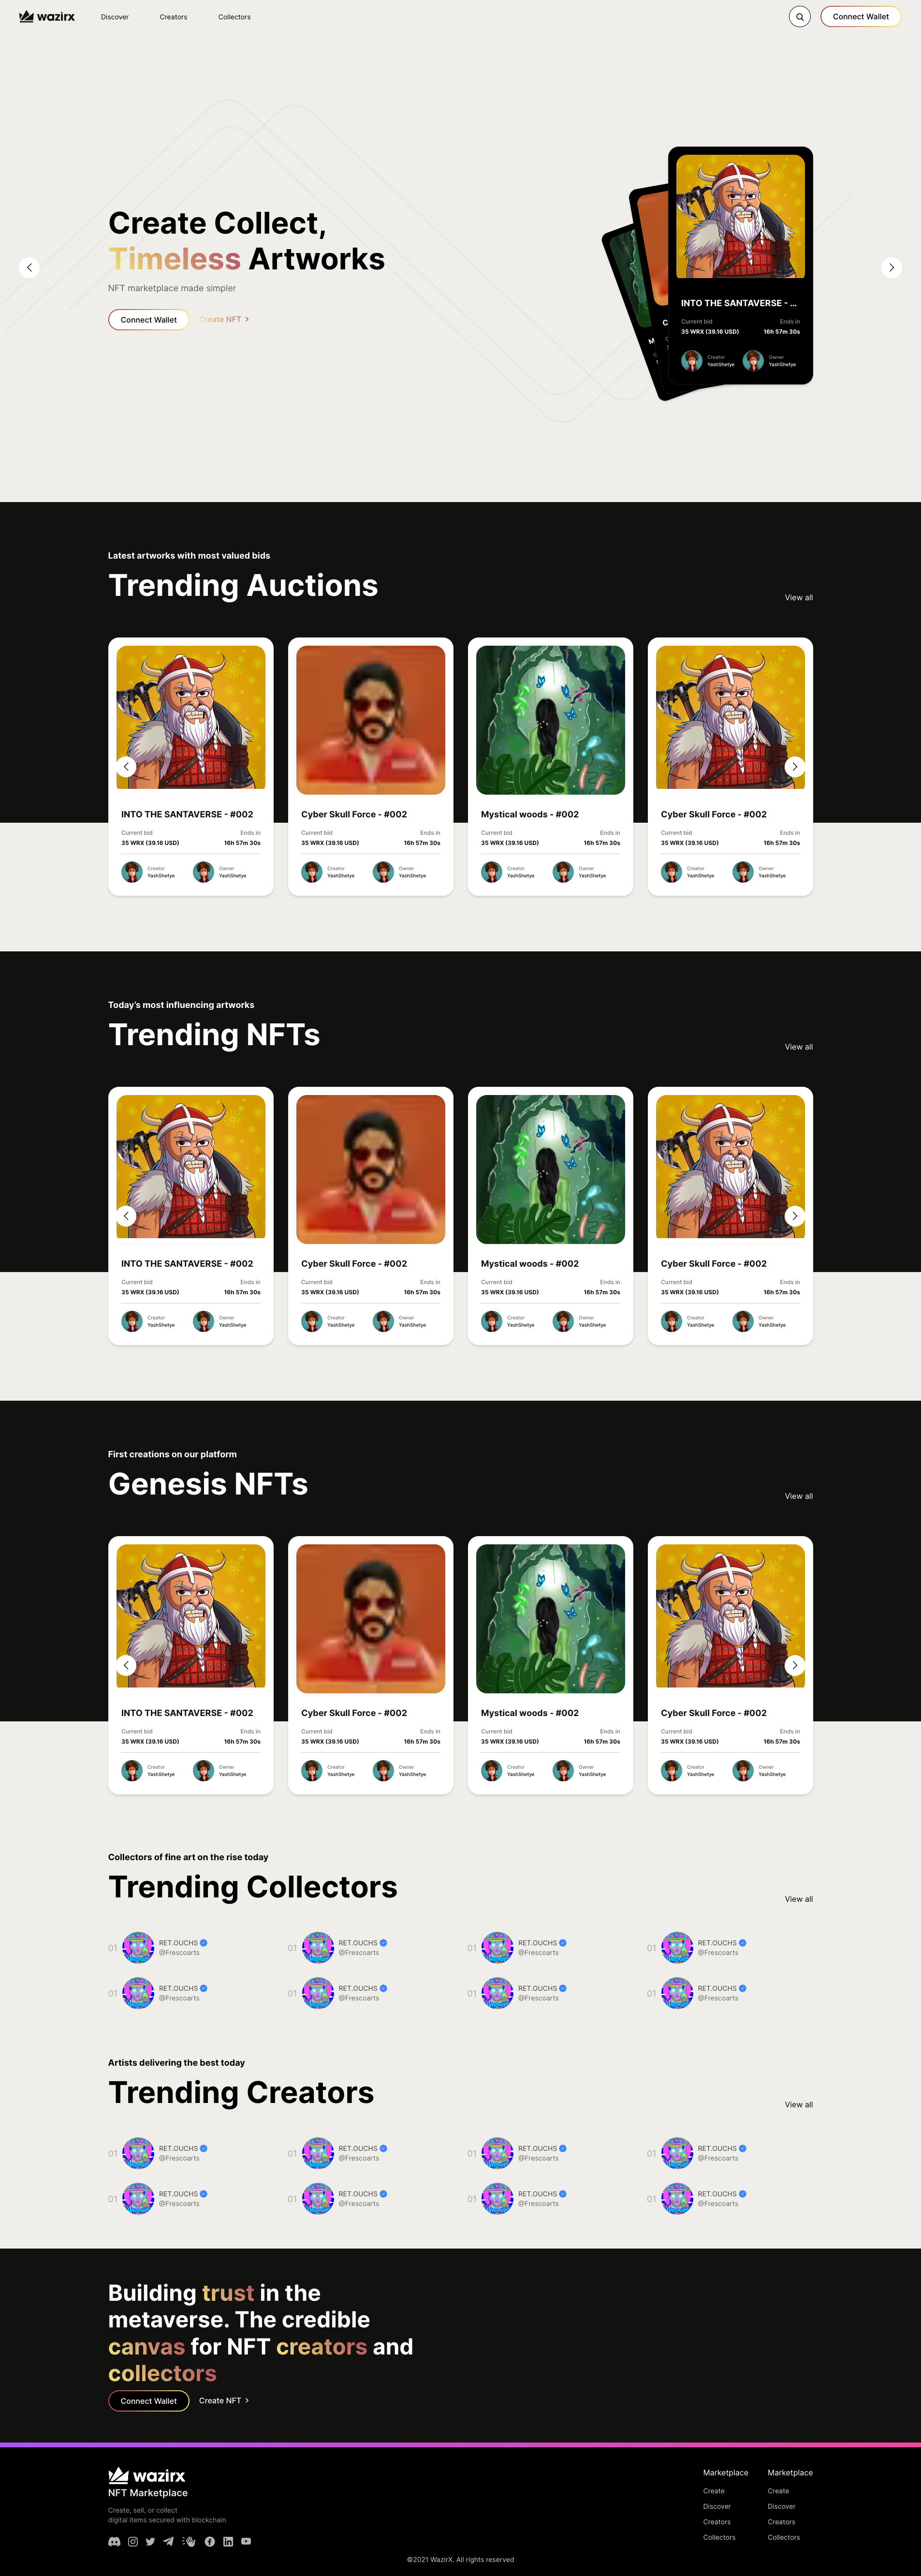 wazirx
Discover
Creators
Collectors
Connect Wallet
Create Collect,
Timeless Artworks
NFT marketplace made simpler
Connect Wallet
Create NFT
INTO THE SANTAVERSE - ...
Current bid
Ends in
35 WRX (39.16 USD)
16h 57m 30s
Creator
YashShetye
Owner
YashShetye
Latest artworks with most valued bids
Trending Auctions
View all
INTO THE SANTAVERSE - #002
Current bid
Ends in
35 WRX (39.16 USD)
16h 57m 30s
Creator
YashShetye
Owner
YashShetye
Cyber Skull Force - #002
Current bid
Ends in
35 WRX (39.16 USD)
16h 57m 30s
Creator
YashShetye
Owner
YashShetye
Mystical woods - #002
Current bid
Ends in
35 WRX (39.16 USD)
16h 57m 30s
Creator
YashShetye
Owner
YashShetye
Cyber Skull Force - #002
Current bid
Ends in
35 WRX (39.16 USD)
16h 57m 30s
Creator
YashShetye
Owner
YashShetye
Today's most influencing artworks
Trending NFTs
View all
INTO THE SANTAVERSE - #002
Current bid
Ends in
35 WRX (39.16 USD)
16h 57m 30s
Creator
YashShetye
Owner
YashShetye
Cyber Skull Force - #002
Current bid
Ends in
35 WRX (39.16 USD)
16h 57m 30s
Creator
YashShetye
Owner
YashShetye
Mystical woods - #002
Current bid
Ends in
35 WRX (39.16 USD)
16h 57m 30s
Creator
YashShetye
Owner
YashShetye
Cyber Skull Force - #002
Current bid
Ends in
35 WRX (39.16 USD)
16h 57m 30s
Creator
YashShetye
Owner
YashShetye
First creations on our platform
Genesis NFTs
View all
INTO THE SANTAVERSE - #002
Current bid
Ends in
35 WRX (39.16 USD)
16h 57m 30s
Creator
YashShetye
Owner
YashShetye
Cyber Skull Force - #002
Current bid
Ends in
35 WRX (39.16 USD)
16h 57m 30s
Creator
YashShetye
Owner
YashShetye
Mystical woods - #002
Current bid
Ends in
35 WRX (39.16 USD)
16h 57m 30s
Creator
YashShetye
Owner
YashShetye
Cyber Skull Force - #002
Current bid
Ends in
35 WRX (39.16 USD)
16h 57m 30s
Creator
YashShetye
Owner
YashShetye
Collectors of fine art on the rise today
Trending Collectors
View all
01
RET.OUCHS
@Frescoarts
01
RET.OUCHS
@Frescoarts
01
RET.OUCHS
@Frescoarts
01
RET.OUCHS
@Frescoarts
01
RET.OUCHS
@Frescoarts
01
RET.OUCHS
@Frescoarts
01
RET.OUCHS
@Frescoarts
01
RET.OUCHS
@Frescoarts
Artists delivering the best today
Trending Creators
View all
01
RET.OUCHS
@Frescoarts
01
RET.OUCHS
@Frescoarts
01
RET.OUCHS
@Frescoarts
01
RET.OUCHS
@Frescoarts
01
RET.OUCHS
@Frescoarts
01
RET.OUCHS
@Frescoarts
01
RET.OUCHS
@Frescoarts
01
RET.OUCHS
@Frescoarts
Building trust in the
metaverse. The credible
canvas for NFT creators and
collectors
Connect Wallet
Create NFT
wazirx
NFT Marketplace
Create, sell, or collect
digital items secured with blockchain
Marketplace
Create
Discover
Creators
Collectors
Marketplace
Create
Discover
Creators
Collectors
©2021 WazirX. All rights reserved